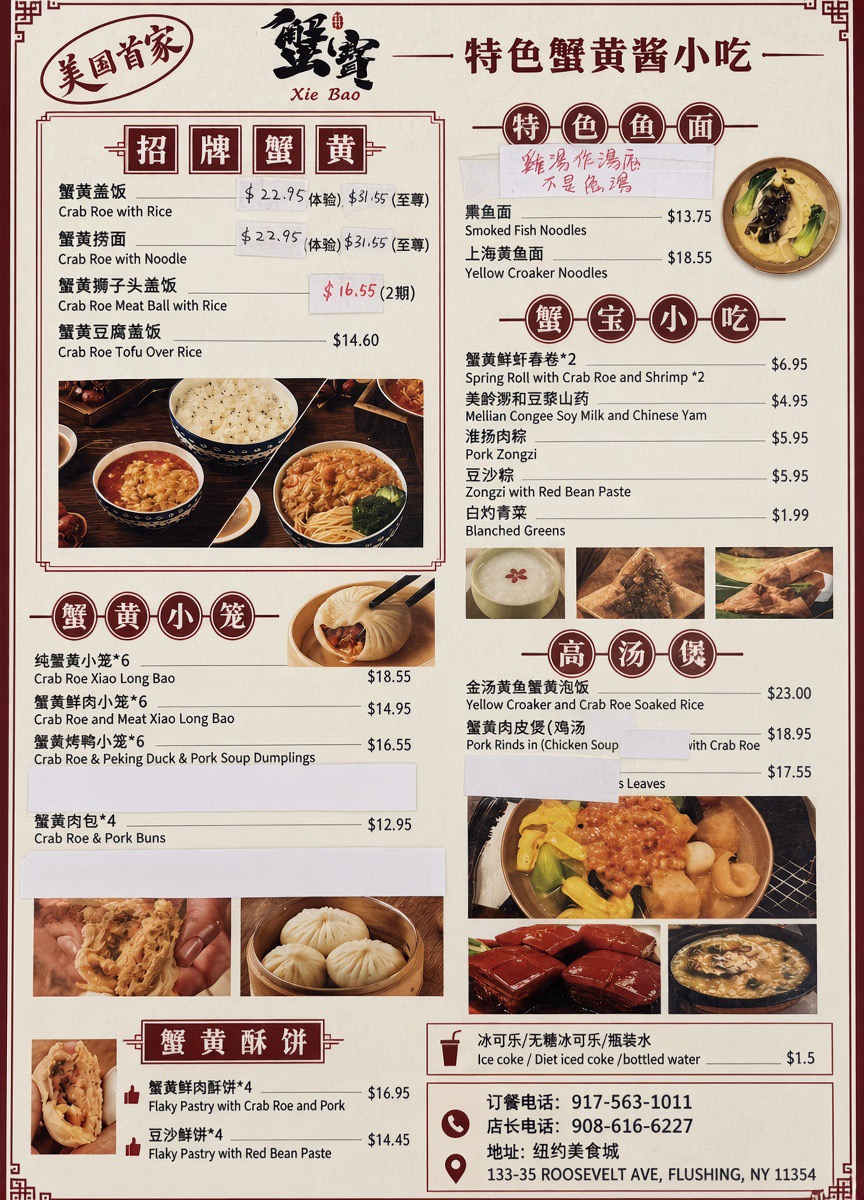 美国首家
蟹寶
Xie Bao
特色蟹黄酱小吃
招牌蟹黄
蟹黄盖饭 $22.95 (体验) $31.55 (至尊)
Crab Roe with Rice
蟹黄捞面 $22.95 (体验) $31.55 (至尊)
Crab Roe with Noodle
蟹黄狮子头盖饭 $16.55 (2期)
Crab Roe Meat Ball with Rice
蟹黄豆腐盖饭 $14.60
Crab Roe Tofu Over Rice
蟹黄小笼
纯蟹黄小笼*6
Crab Roe Xiao Long Bao $18.55
蟹黄鲜肉小笼*6 $14.95
Crab Roe and Meat Xiao Long Bao
蟹黄烤鸭小笼*6 $16.55
Crab Roe & Peking Duck & Pork Soup Dumplings
蟹黄肉包*4 $12.95
Crab Roe & Pork Buns
蟹黄酥饼
蟹黄鲜肉酥饼*4 $16.95
Flaky Pastry with Crab Roe and Pork
豆沙鲜饼*4 $14.45
Flaky Pastry with Red Bean Paste
特色鱼面
雞湯作湯底
不是魚湯
鱼面 $13.75
Smoked Fish Noodles
上海黄鱼面 $18.55
Yellow Croaker Noodles
蟹宝小吃
蟹黄鲜虾春卷*2 $6.95
Spring Roll with Crab Roe and Shrimp *2
美龄 和豆 山药 $4.95
Mellian Congee Soy Milk and Chinese Yam
淮扬肉粽 $5.95
Pork Zongzi
豆沙粽 $5.95
Zongzi with Red Bean Paste
白灼青菜 $1.99
Blanched Greens
高汤煲
金汤黄鱼蟹黄泡饭 $23.00
Yellow Croaker and Crab Roe Soaked Rice
蟹黄肉皮煲(鸡汤 $18.95
Pork Rinds in (Chicken Soup with Crab Roe
$17.55
s Leaves
冰可乐/无糖冰可乐/瓶装水
Ice coke / Diet iced coke /bottled water $1.5
订餐电话：917-563-1011
店长电话：908-616-6227
地址: 纽约美食城
133-35 ROOSEVELT AVE, FLUSHING, NY 11354